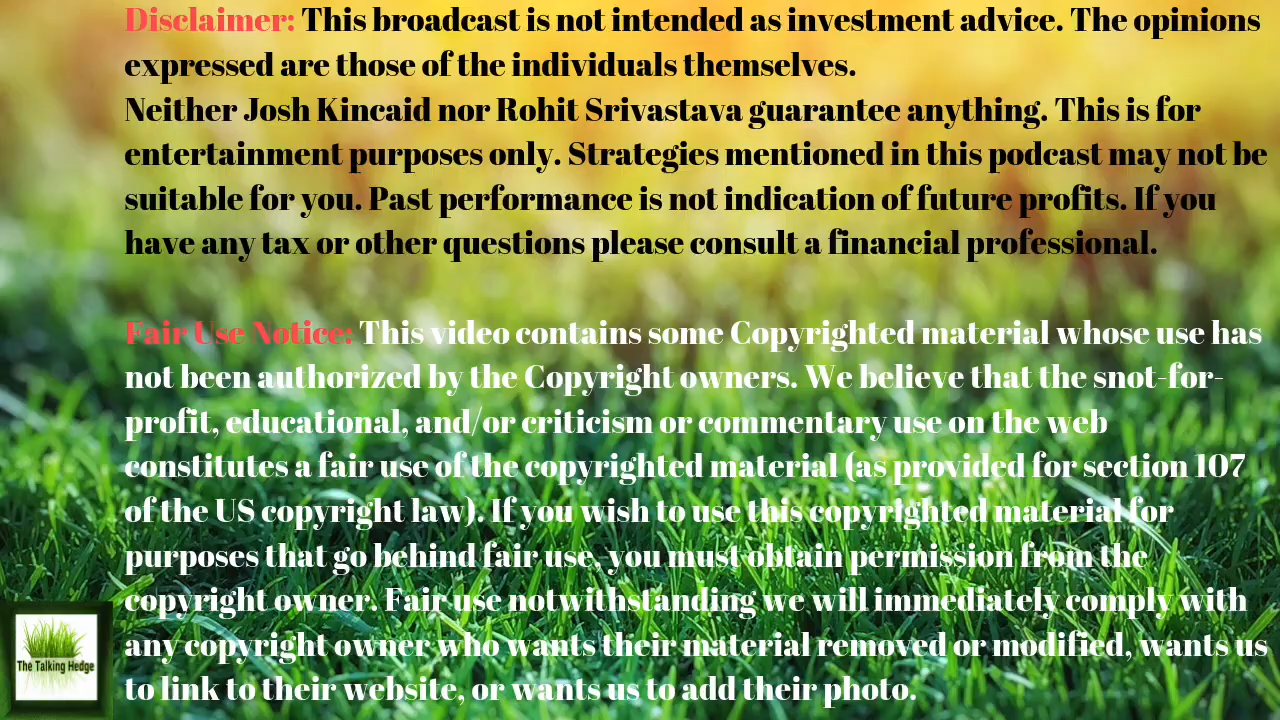 Disclaimer: This broadcast is not intended as investment advice. The opinions
expressed are those of the individuals themselves.
Neither Josh Kincaid nor Rohit Srivastava guarantee anything. This is for
entertainment purposes only. Strategies mentioned in this podcast may not be
suitable for you. Past performance is not indication of future profits. If you
have any tax or other questions please consult a financial professional.
Fair Use Notice: This video contains some Copyrighted material whose use has
not been authorized by the Copyright owners. We believe that the snot-for-
profit, educational, and/or criticism or commentary use on the web
constitutes a fair use of the copyrighted material (as provided for section 107
of the US copyright law). If you wish to use this copyrighted material for
purposes that go behind fair use, you must obtain permission from the
copyright owner. Fair use notwithstanding we will immediately comply with
any copyright owner who wants their material removed or modified, wants us
to link to their website, or wants us to add their photo.
The Talking Hedge